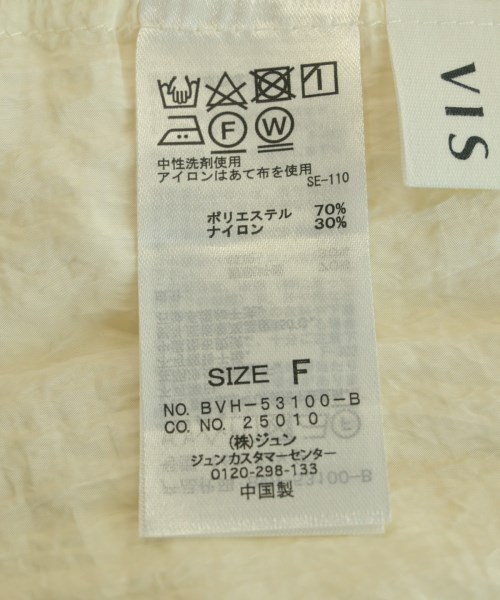 中性洗剤使用
アイロンはあて布を使用
SE-110
ポリエステル 70%
ナイロン 30%
SIZE F
NO. BVH-53100-B
CO. NO. 25010
(株)ジュン
ジュンカスタマーセンター
0120-298-133
中国製
VIS